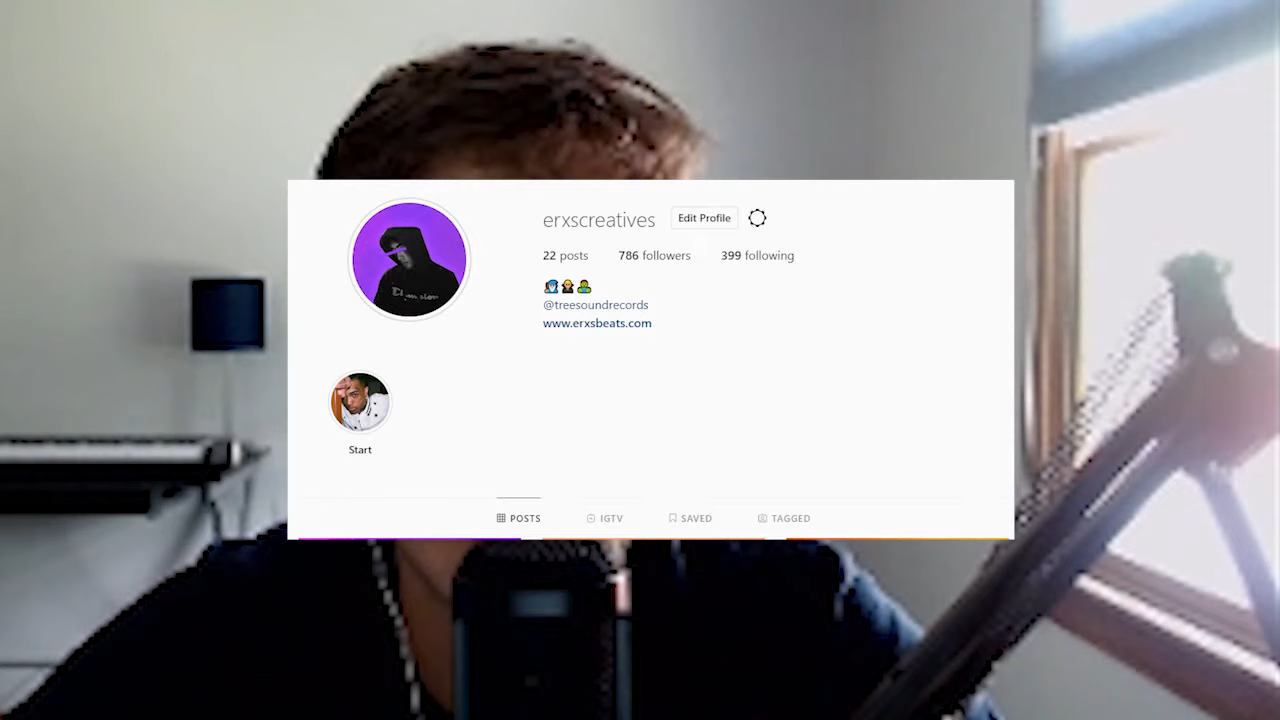 erxscreatives Edit Profile
22 posts 786 followers 399 following
@treesoundrecords
www.erxsbeats.com
Start
POSTS IGTV SAVED TAGGED